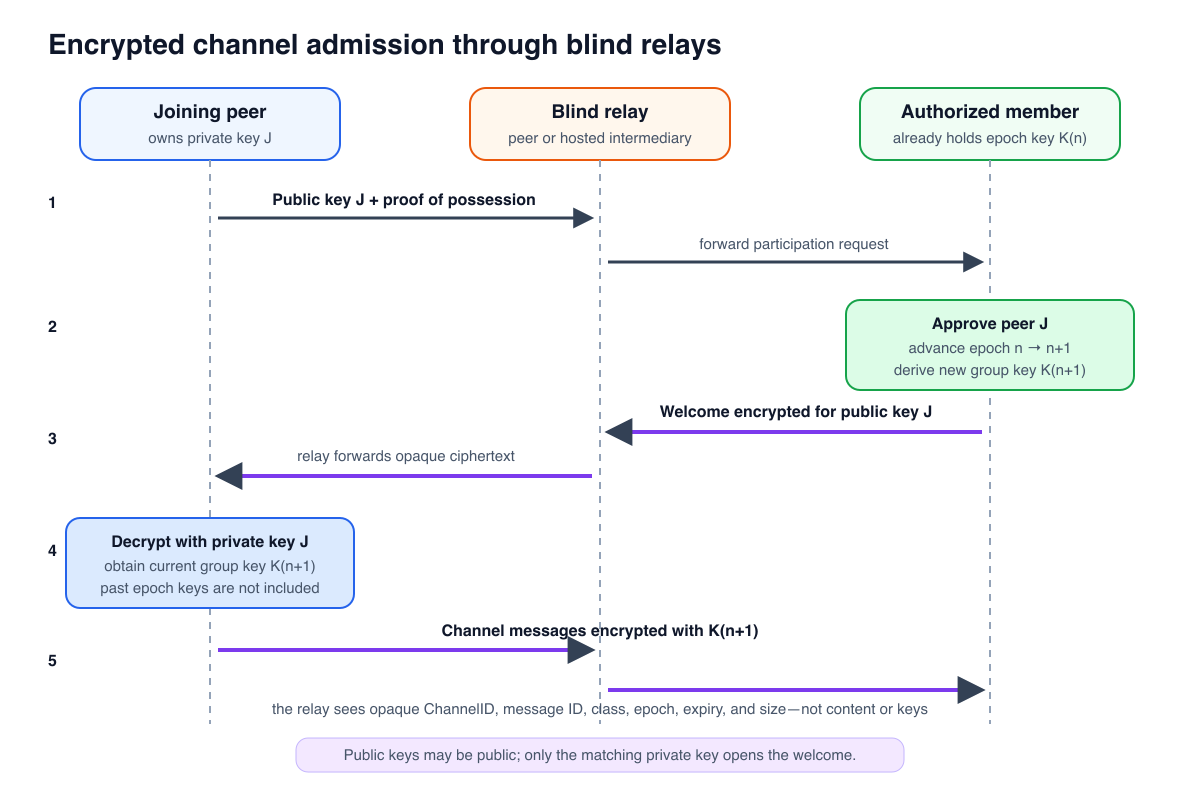 Encrypted channel admission through blind relays
Joining peer
owns private key J
Blind relay
peer or hosted intermediary
Authorized member
already holds epoch key K(n)
1
Public key J + proof of possession
forward participation request
2
Approve peer J
advance epoch n → n+1
derive new group key K(n+1)
3
Welcome encrypted for public key J
relay forwards opaque ciphertext
4
Decrypt with private key J
obtain current group key K(n+1)
past epoch keys are not included
Channel messages encrypted with K(n+1)
5
the relay sees opaque ChannelID, message ID, class, epoch, expiry, and size—not content or keys
Public keys may be public; only the matching private key opens the welcome.